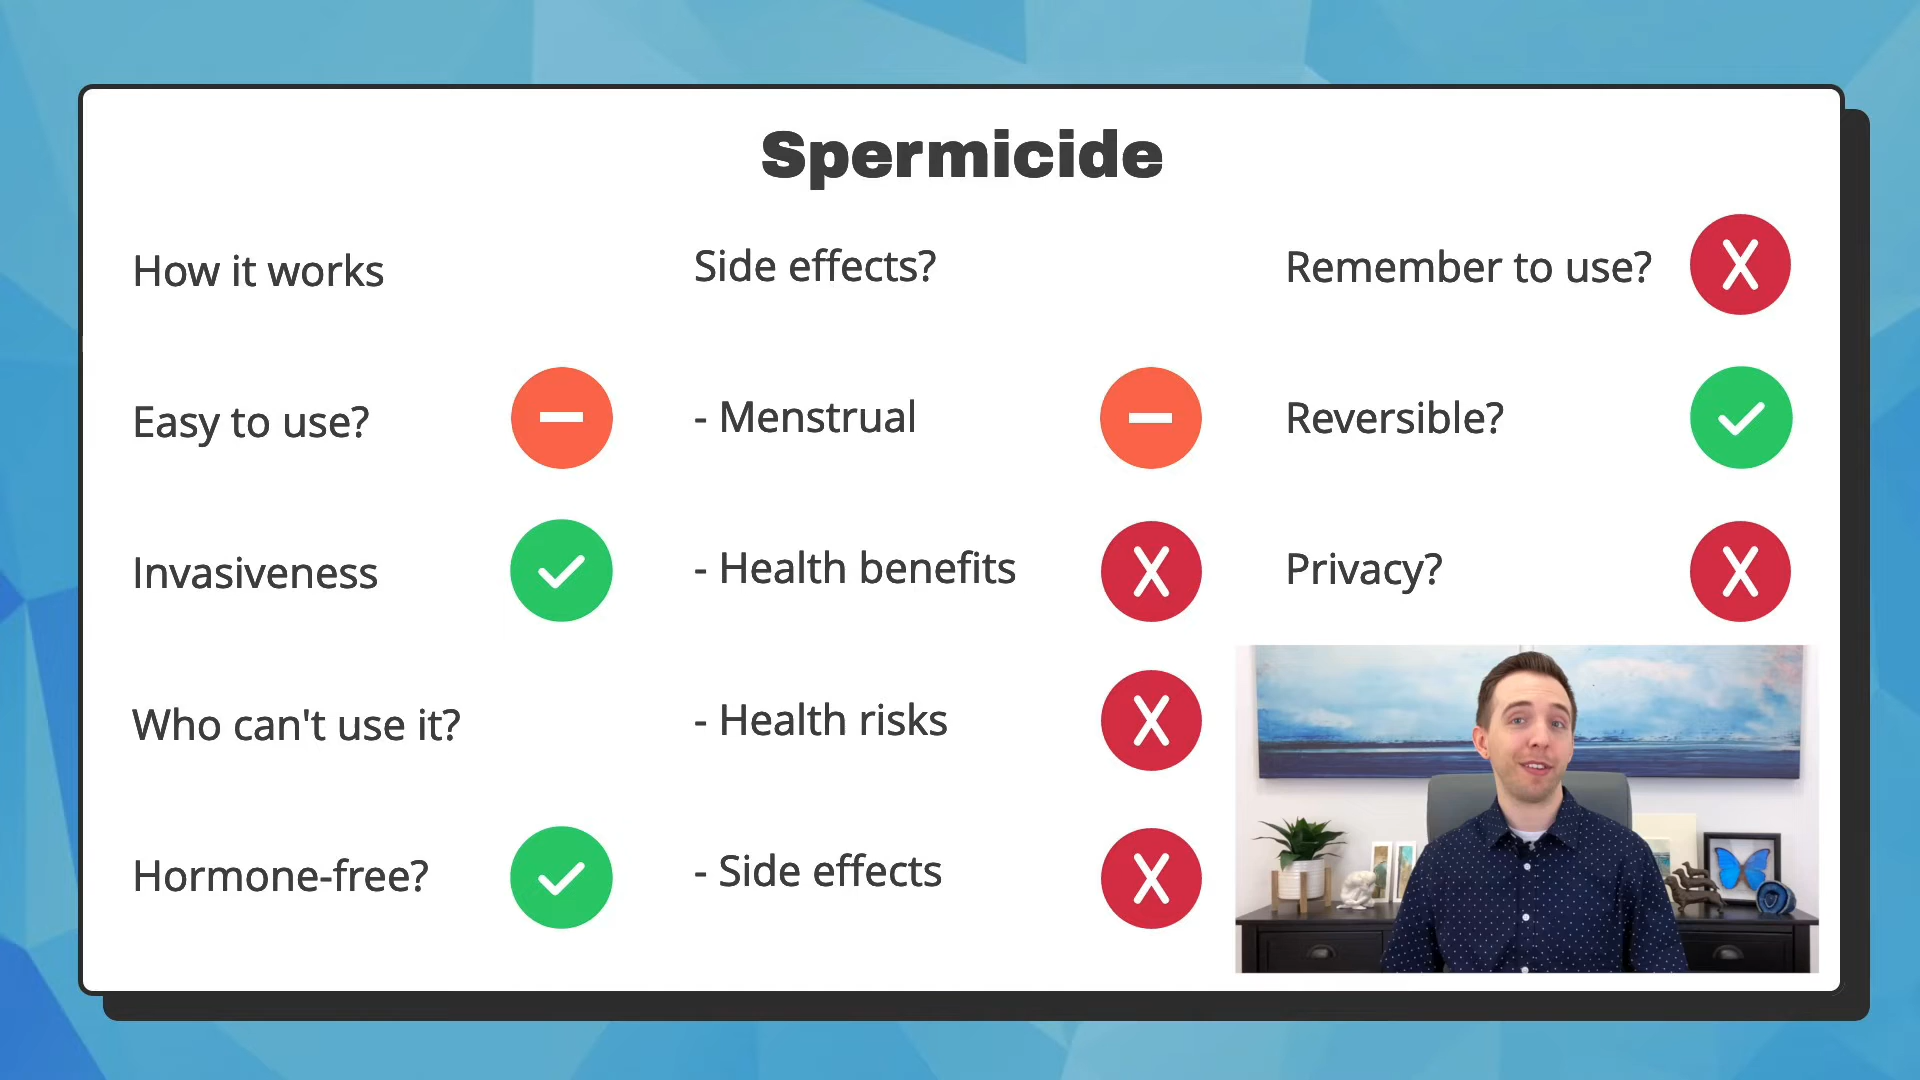 Spermicide
How it works
Easy to use?
Invasiveness
Who can't use it?
Hormone-free?
Side effects?
- Menstrual
- Health benefits
- Health risks
- Side effects
Remember to use?
Reversible?
Privacy?